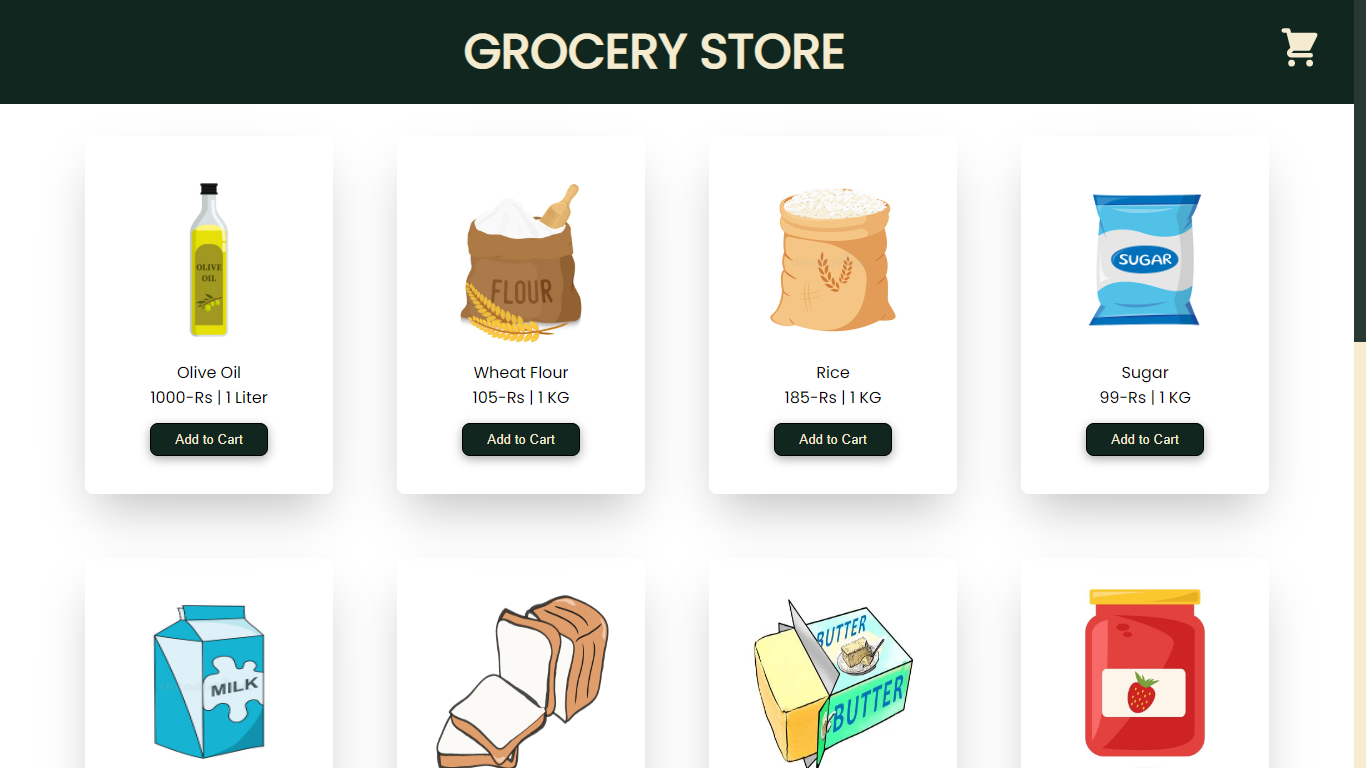 GROCERY STORE
OLIVE
OIL
FLOUR
SUGAR
Olive Oil
1000-Rs | 1 Liter
Add to Cart
Wheat Flour
105-Rs | 1 KG
Add to Cart
Rice
185-Rs | 1 KG
Add to Cart
Sugar
99-Rs | 1 KG
Add to Cart
MILK
BUTTER
BUTTER